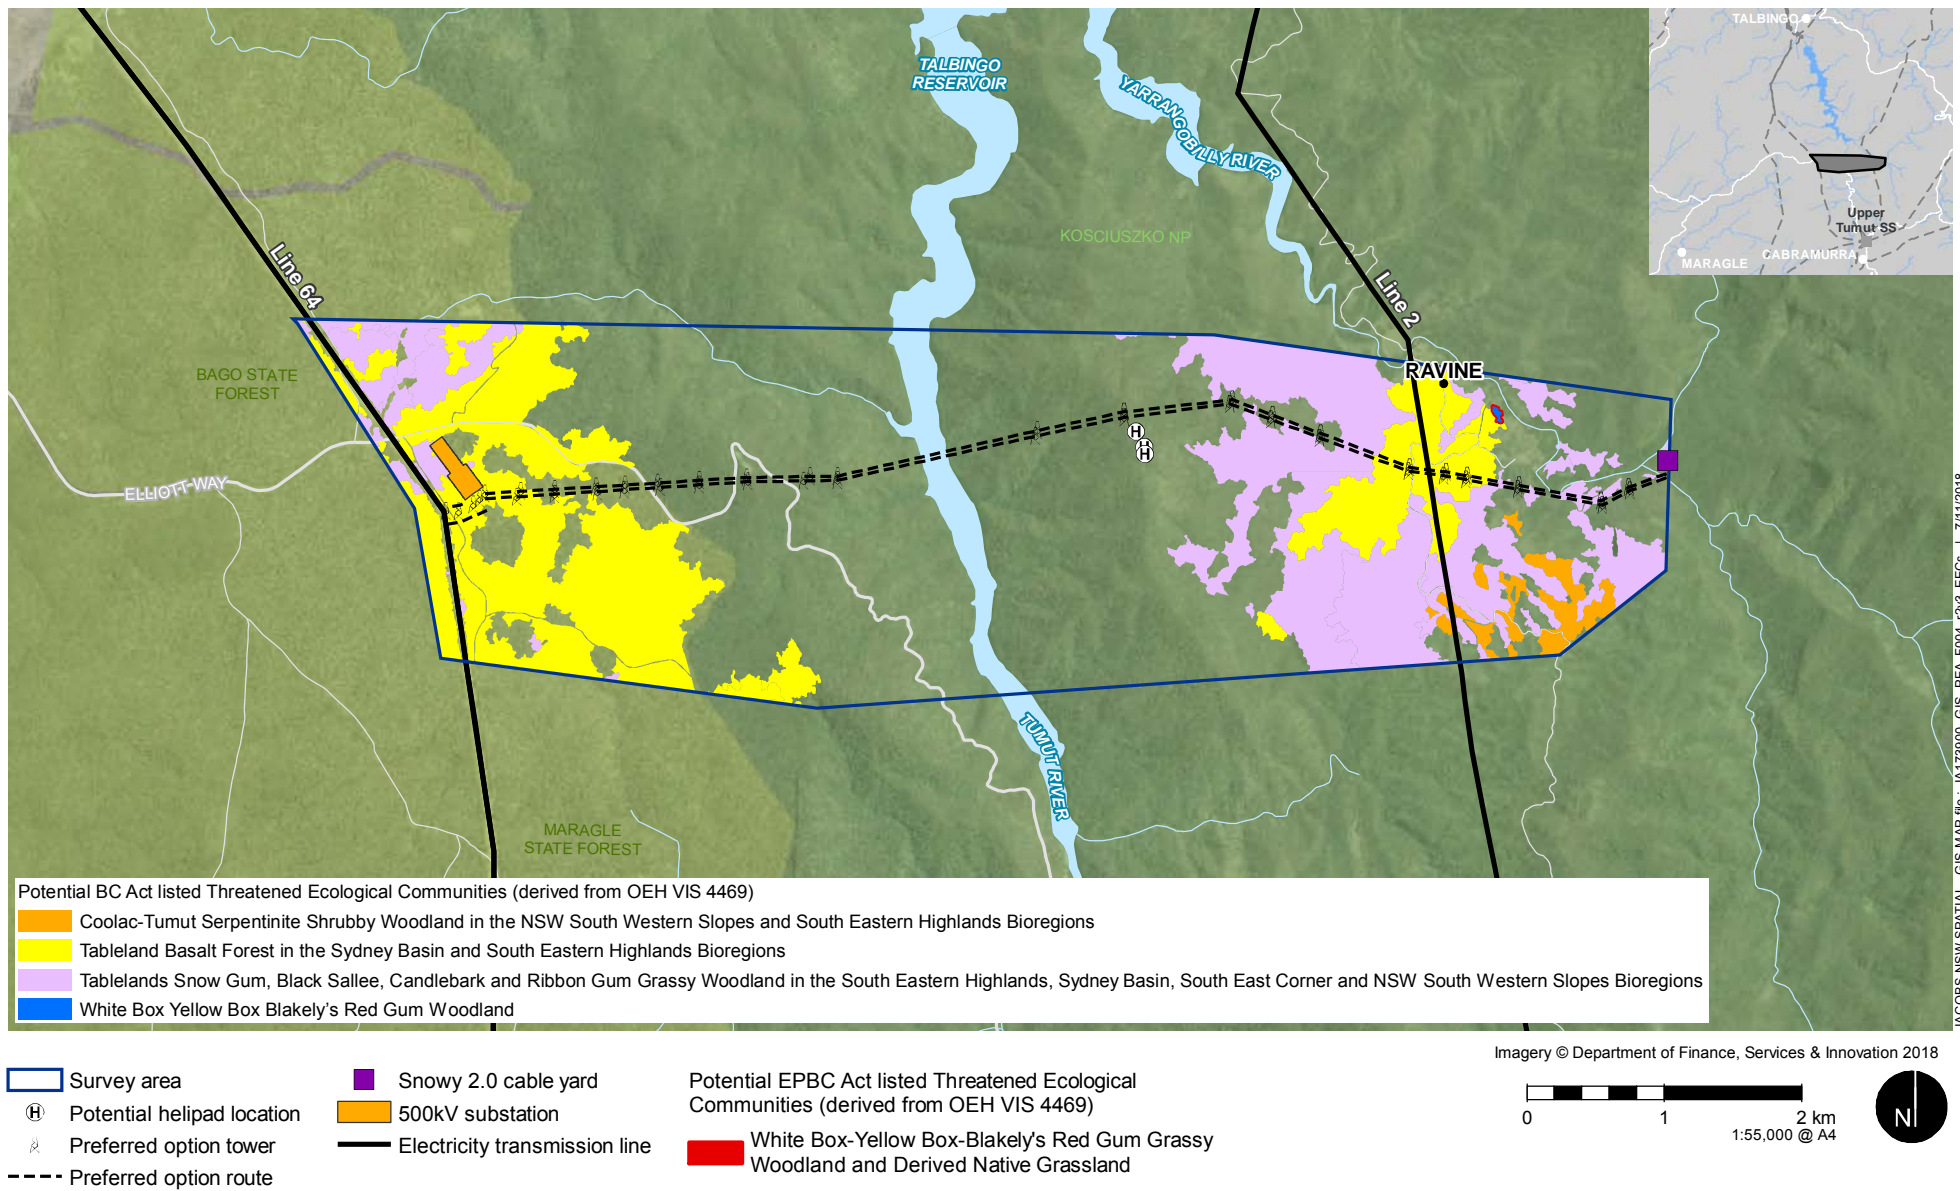 TALBINGO
Upper
Tumut SS
MARAGLE
CABRAMURRA
TALBINGO
RESERVOIR
YARRANGOBILLY RIVER
KOSCIUSZKO NP
Line 64
Line 2
RAVINE
BAGO STATE
FOREST
ELLIOTT WAY
TUMUT RIVER
MARAGLE
STATE FOREST
Potential BC Act listed Threatened Ecological Communities (derived from OEH VIS 4469)
Coolac-Tumut Serpentinite Shrubby Woodland in the NSW South Western Slopes and South Eastern Highlands Bioregions
Tableland Basalt Forest in the Sydney Basin and South Eastern Highlands Bioregions
Tablelands Snow Gum, Black Sallee, Candlebark and Ribbon Gum Grassy Woodland in the South Eastern Highlands, Sydney Basin, South East Corner and NSW South Western Slopes Bioregions
White Box Yellow Box Blakely's Red Gum Woodland
H
H
H
Imagery © Department of Finance, Services & Innovation 2018
Survey area
H Potential helipad location
Preferred option tower
Preferred option route
Snowy 2.0 cable yard
500kV substation
Electricity transmission line
Potential EPBC Act listed Threatened Ecological
Communities (derived from OEH VIS 4469)
White Box-Yellow Box-Blakely's Red Gum Grassy
Woodland and Derived Native Grassland
0 1 2 km
1:55,000 @ A4
N